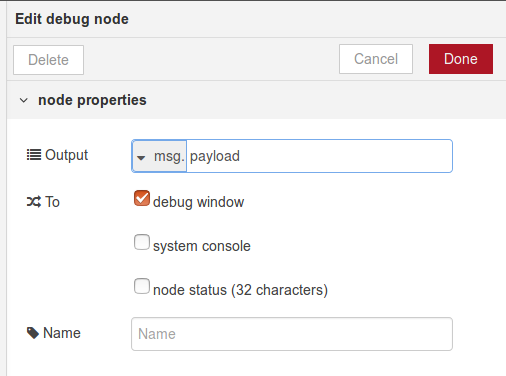 Edit debug node
Delete Cancel Done
node properties
Output msg. payload
To debug window
system console
node status (32 characters)
Name Name